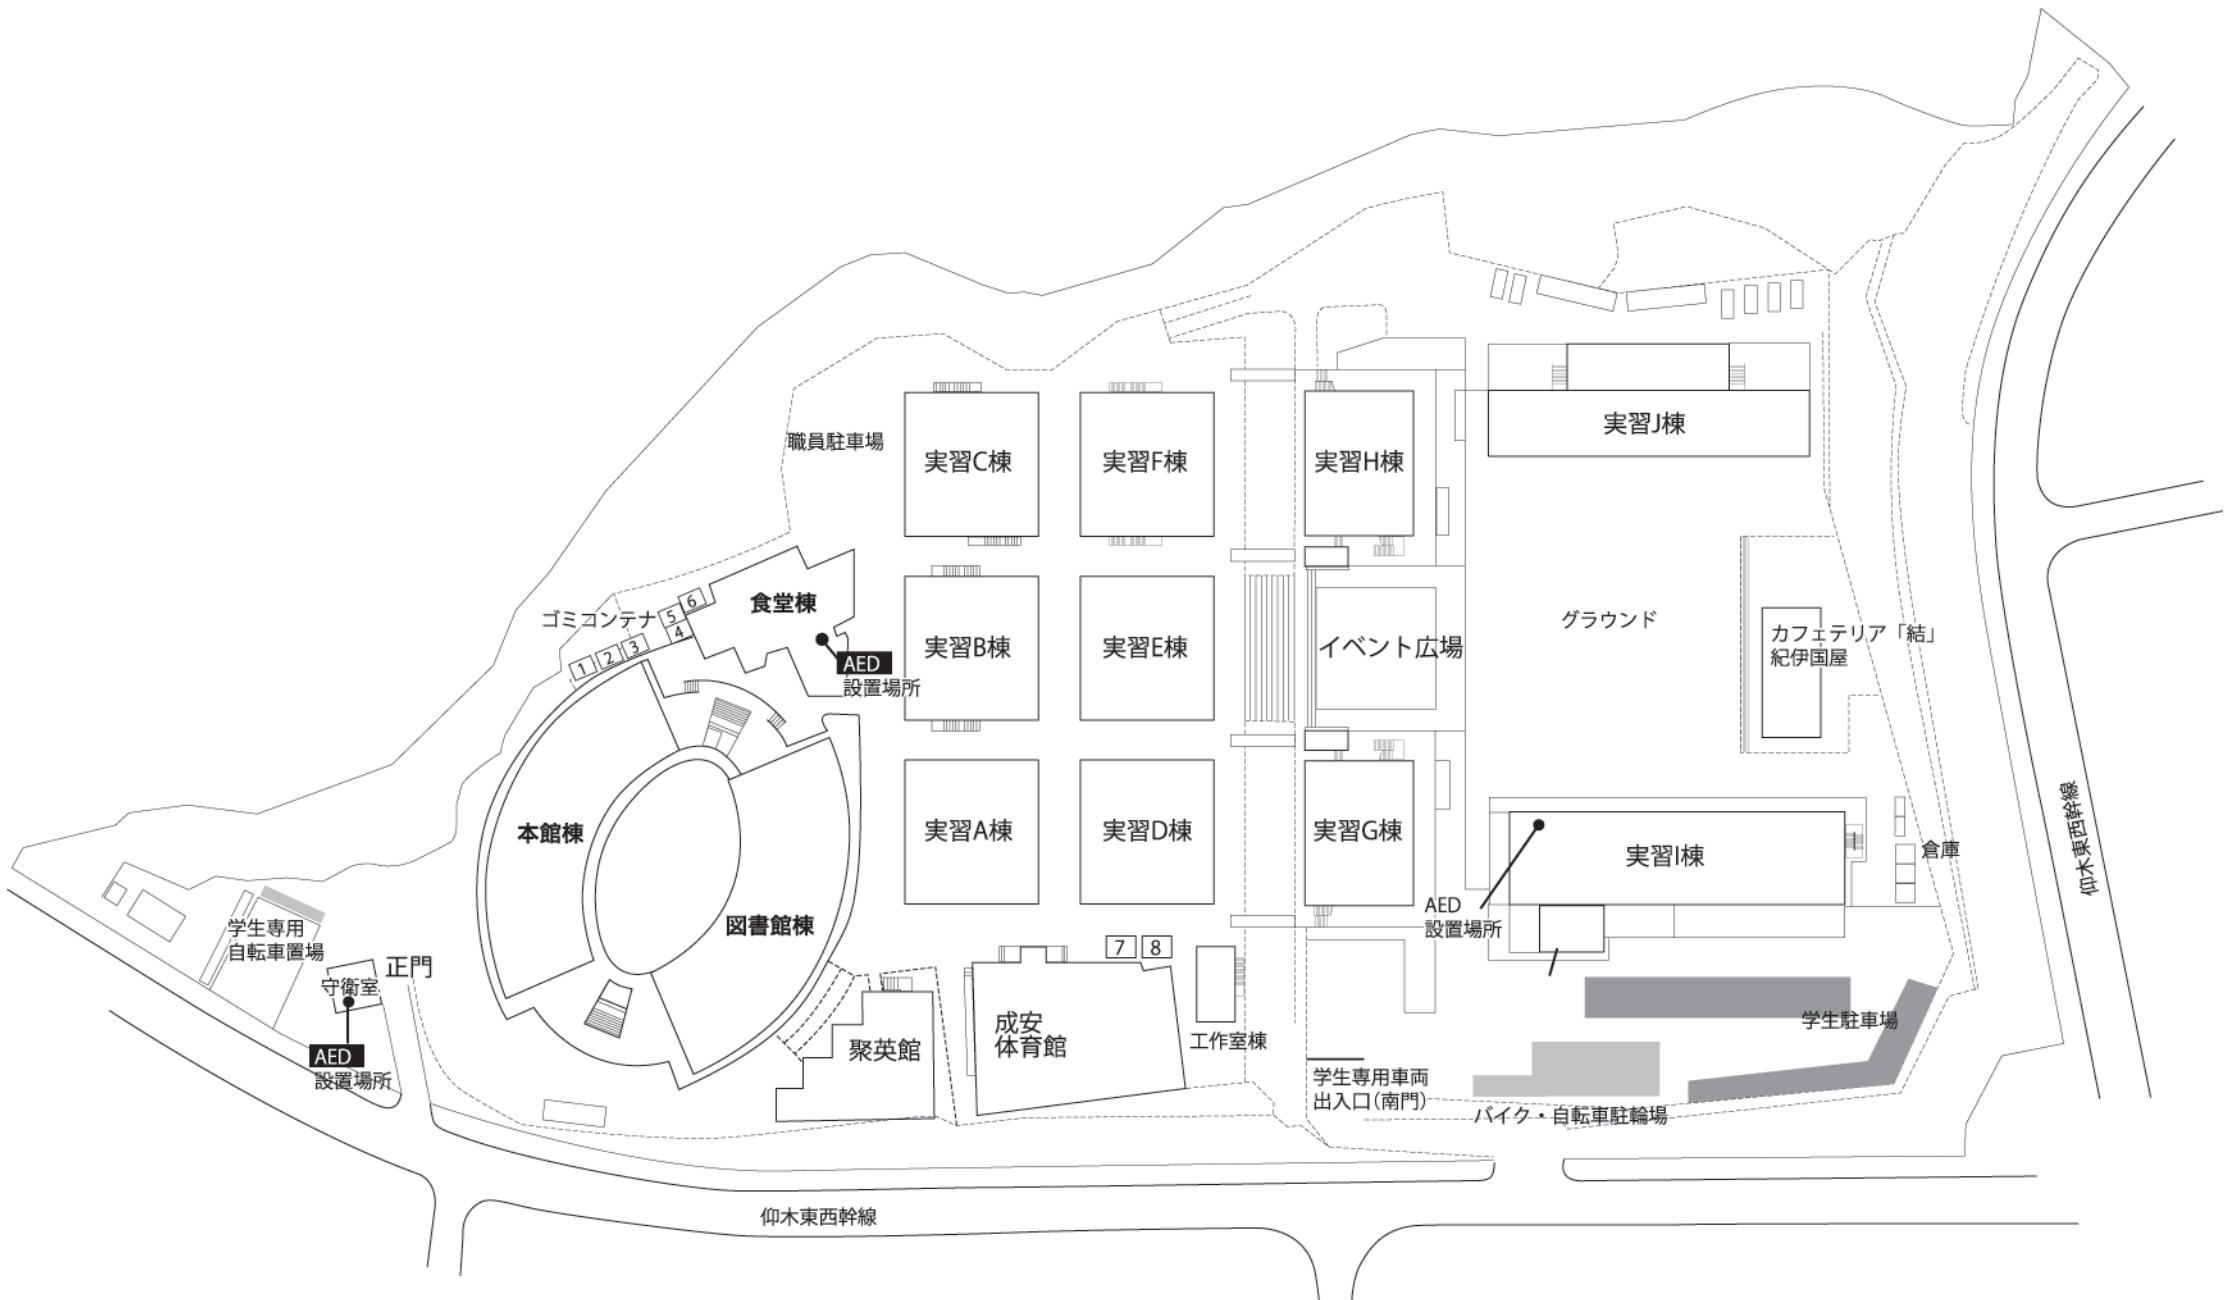 職員駐車場
実習C棟
実習F棟
実習H棟
実習J棟
ゴミコンテナ
1
2
3
4
5
6
食堂棟
AED
設置場所
実習B棟
実習E棟
イベント広場
グラウンド
カフェテリア「結」
紀伊国屋
仰木東西幹線
本館棟
図書館棟
実習A棟
実習D棟
実習G棟
実習I棟
倉庫
AED
設置場所
学生専用
自転車置場
守衛室
正門
AED
設置場所
7
8
聚英館
成安
体育館
工作室棟
学生専用車両
出入口(南門)
学生駐車場
バイク・自転車駐輪場
仰木東西幹線